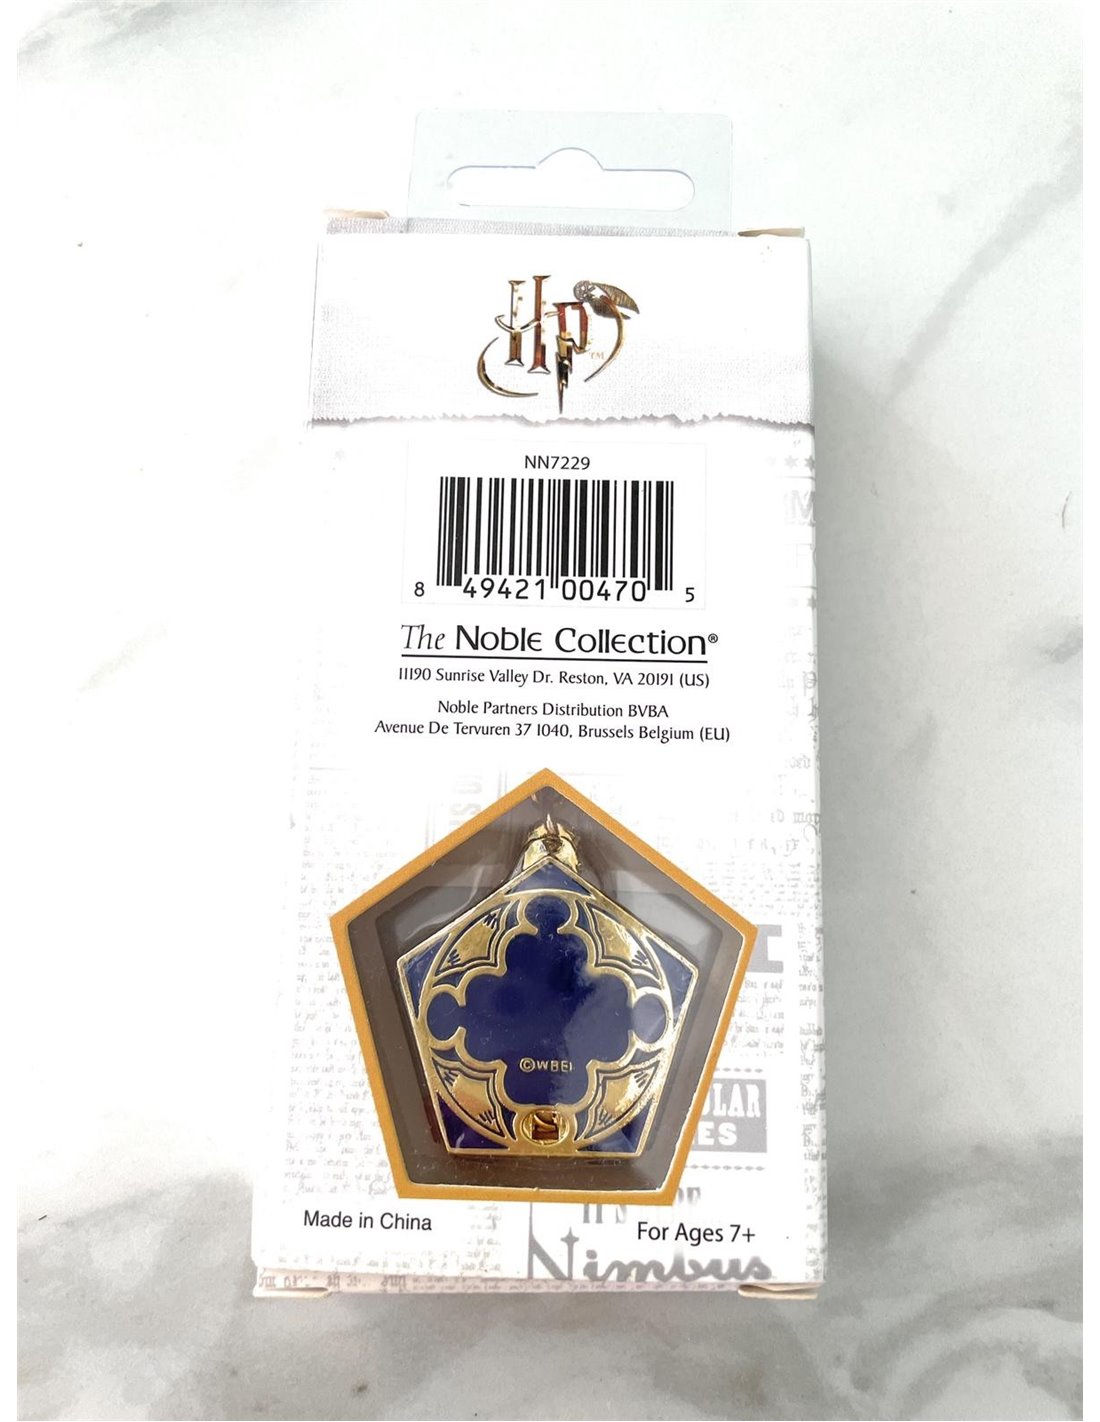 HP™
NN7229
8 49421 00470 5
The Noble Collection®
11190 Sunrise Valley Dr. Reston, VA 20191 (US)
Noble Partners Distribution BVBA
Avenue De Tervuren 37 1040, Brussels Belgium (EU)
©WBEI
Made in China
For Ages 7+
Nimbus